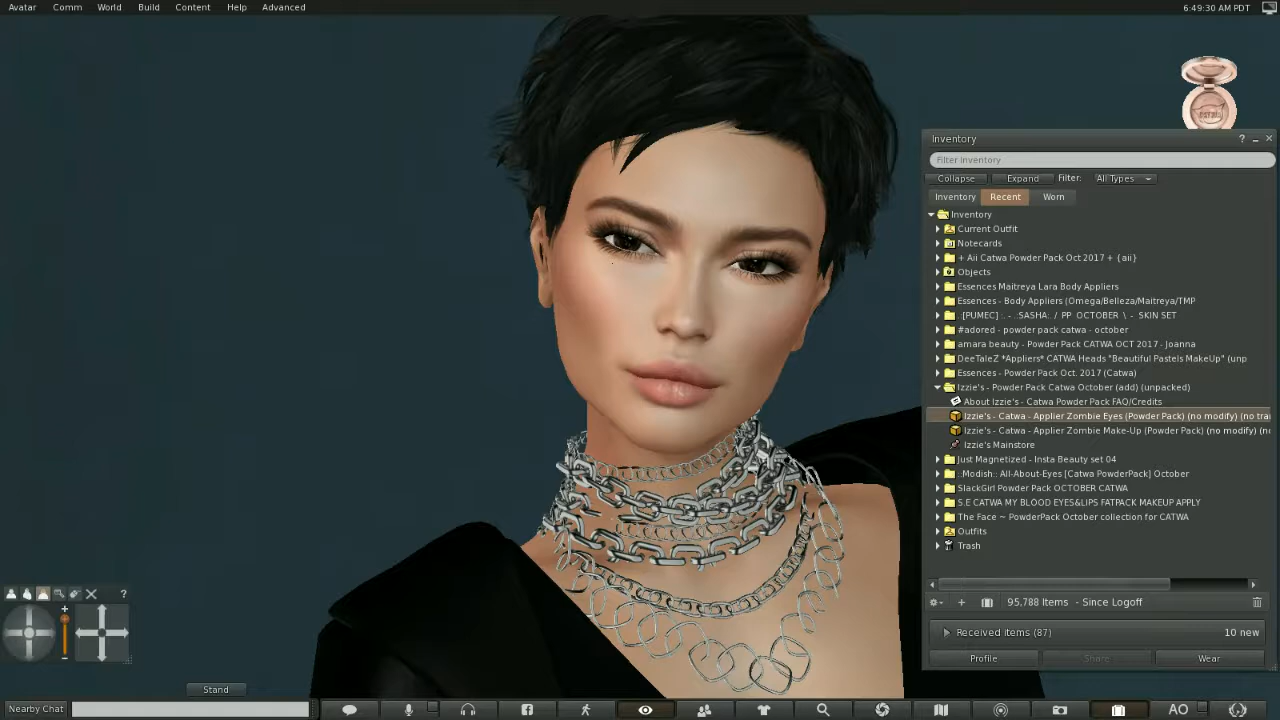 Avatar Comm World Build Content Help Advanced
6:49:30 AM PDT
Inventory
?
Filter Inventory
Collapse Expand Filter: All Types
Inventory Recent Worn
Inventory
Current Outfit
Notecards
+ Aii Catwa Powder Pack Oct 2017 + {aii}
Objects
Essences Maitreya Lara Body Appliers
Essences - Body Appliers (Omega/Belleza/Maitreya/TMP
.:[PUMEC] :. - .:SASHA:. / PP OCTOBER \ - SKIN SET
#adored - powder pack catwa - october
amara beauty - Powder Pack CATWA OCT 2017 - Joanna
DeeTaleZ *Appliers* CATWA Heads "Beautiful Pastels MakeUp" (unp
Essences - Powder Pack Oct. 2017 (Catwa)
Izzie's - Powder Pack Catwa October (add) (unpacked)
About Izzie's - Catwa Powder Pack FAQ/Credits
Izzie's - Catwa - Applier Zombie Eyes (Powder Pack) (no modify) (no tra
Izzie's - Catwa - Applier Zombie Make-Up (Powder Pack) (no modify) (n
Izzie's Mainstore
Just Magnetized - Insta Beauty set 04
.:Modish:. All-About-Eyes [Catwa PowderPack] October
SlackGirl Powder Pack OCTOBER CATWA
S.E CATWA MY BLOOD EYES&LIPS FATPACK MAKEUP APPLY
The Face ~ PowderPack October collection for CATWA
Outfits
Trash
95,788 Items - Since Logoff
Received items (87) 10 new
Profile Share Wear
?
Stand
Nearby Chat
AO